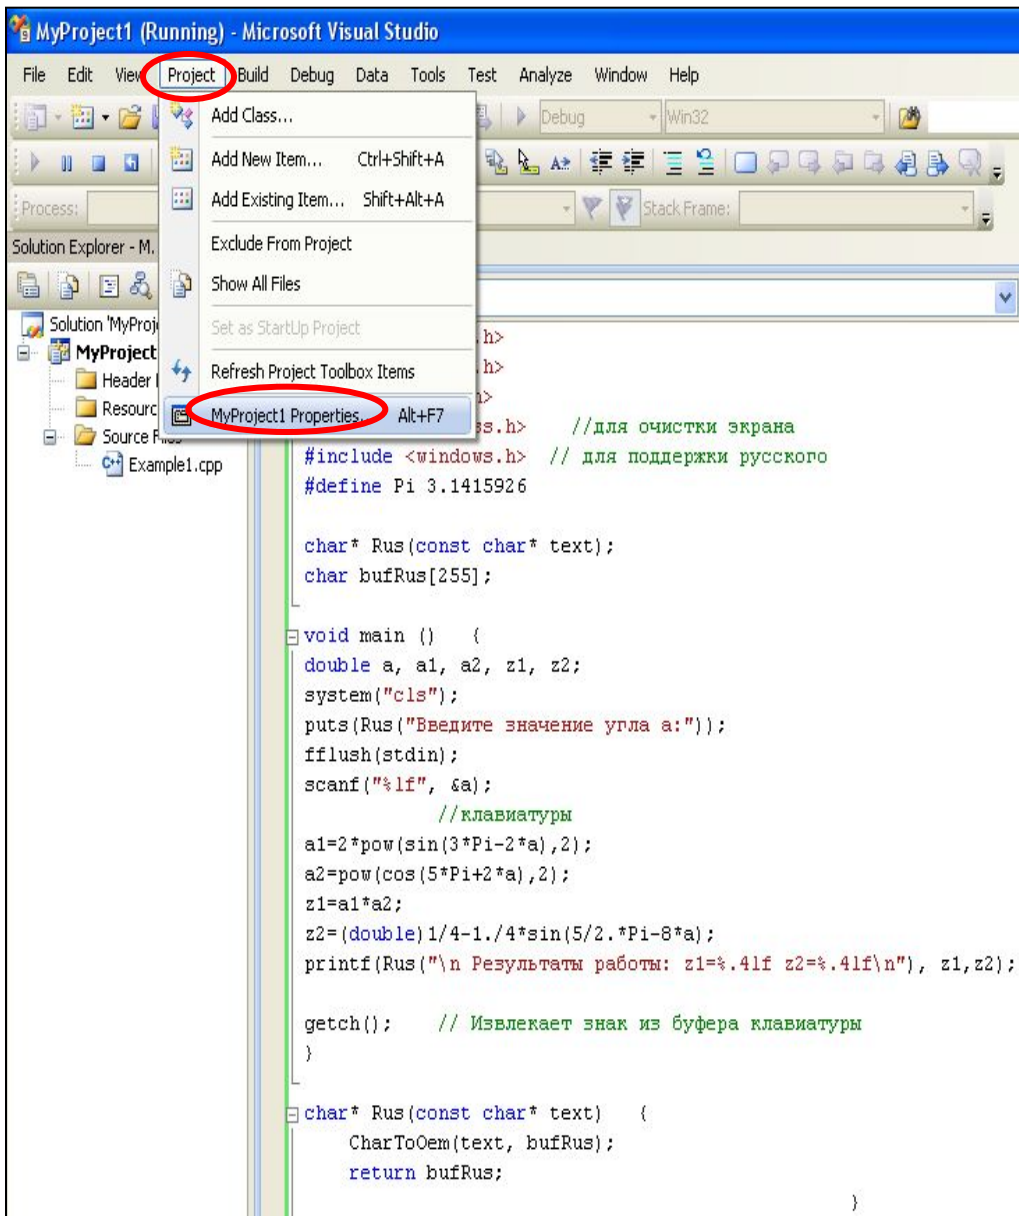 MyProject1 (Running) - Microsoft Visual Studio
File Edit View Project Build Debug Data Tools Test Analyze Window Help
Add Class...
Debug Win32
Add New Item... Ctrl+Shift+A
Process: Add Existing Item... Shift+Alt+A Stack Frame:
Solution Explorer - M. Exclude From Project
Show All Files
Solution 'MyProj Set as StartUp Project
.h>
MyProject Refresh Project Toolbox Items .h>
Header
Resourc MyProject1 Properties... Alt+F7 ss.h> //для очистки экрана
Source Files
Example1.cpp
#include <windows.h> // для поддержки русского
#define Pi 3.1415926
char* Rus(const char* text);
char bufRus[255];
void main () {
double a, a1, a2, z1, z2;
system("cls");
puts(Rus("Введите значение угла a:"));
fflush(stdin);
scanf("%lf", &a);
//клавиатуры
a1=2*pow(sin(3*Pi-2*a),2);
a2=pow(cos(5*Pi+2*a),2);
z1=a1*a2;
z2=(double)1/4-1./4*sin(5/2.*Pi-8*a);
printf(Rus("\n Результаты работы: z1=%.4lf z2=%.4lf\n"), z1,z2);
getch(); // Извлекает знак из буфера клавиатуры
}
char* Rus(const char* text) {
CharToOem(text, bufRus);
return bufRus;
}